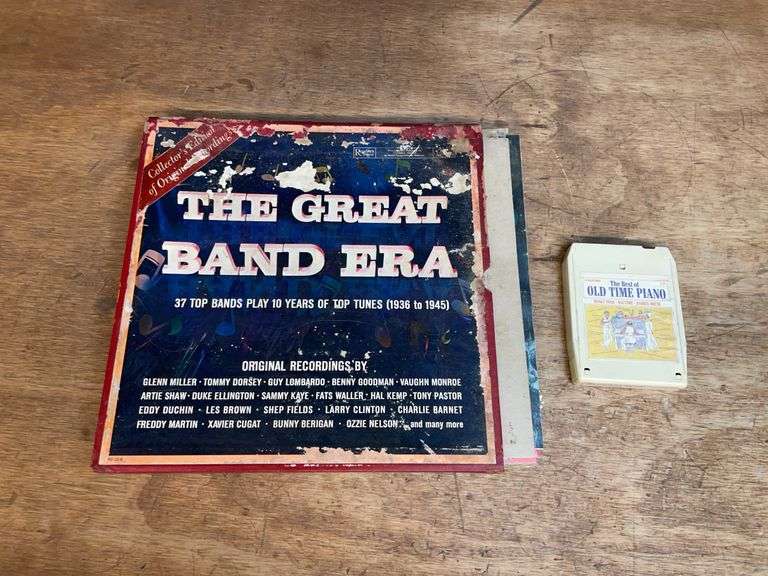 Collector's Edition
of Original Recordings
THE GREAT
BAND ERA
37 TOP BANDS PLAY 10 YEARS OF TOP TUNES (1936 to 1945)
ORIGINAL RECORDINGS BY
GLENN MILLER · TOMMY DORSEY · GUY LOMBARDO · BENNY GOODMAN · VAUGHN MONROE
ARTIE SHAW · DUKE ELLINGTON · SAMMY KAYE · FATS WALLER · HAL KEMP · TONY PASTOR
EDDY DUCHIN · LES BROWN · SHEP FIELDS · LARRY CLINTON · CHARLIE BARNET
FREDDY MARTIN · XAVIER CUGAT · BUNNY BERIGAN · OZZIE NELSON and many more
The Best of
OLD TIME PIANO